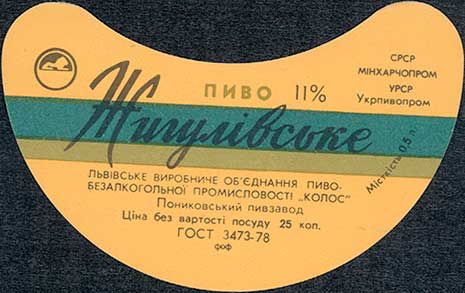 ПИВО 11%
СРСР
МІНХАРЧОПРОМ
УРСР
Укрпивопром
Жигулівське
Місткість 0,5 л.
ЛЬВІВСЬКЕ ВИРОБНИЧЕ ОБ'ЄДНАННЯ ПИВО-
БЕЗАЛКОГОЛЬНОЇ ПРОМИСЛОВОСТІ „КОЛОС"
Пониковський пивзавод
Ціна без вартості посуду 25 коп.
ГОСТ 3473-78
ФОФ